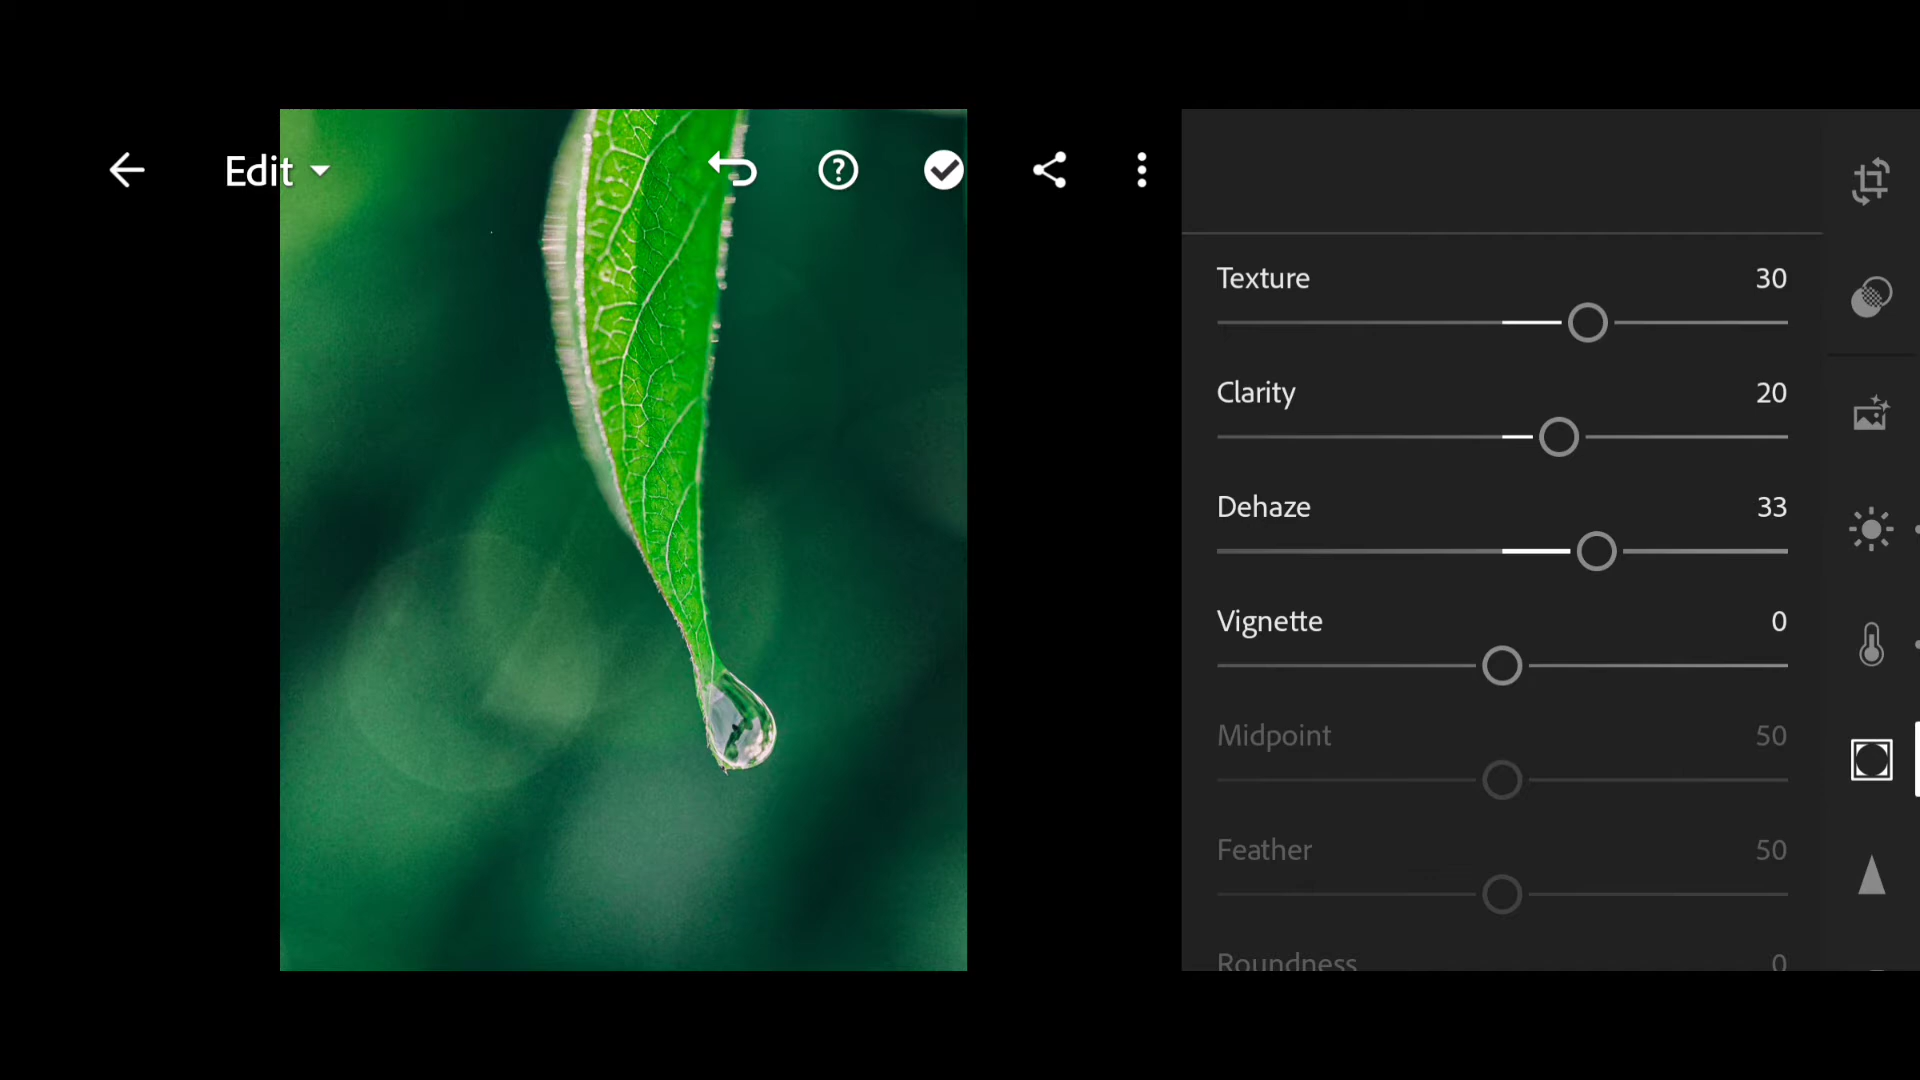 Edit
Texture 30
Clarity 20
Dehaze 33
Vignette 0
Midpoint 50
Feather 50
Roundness 0